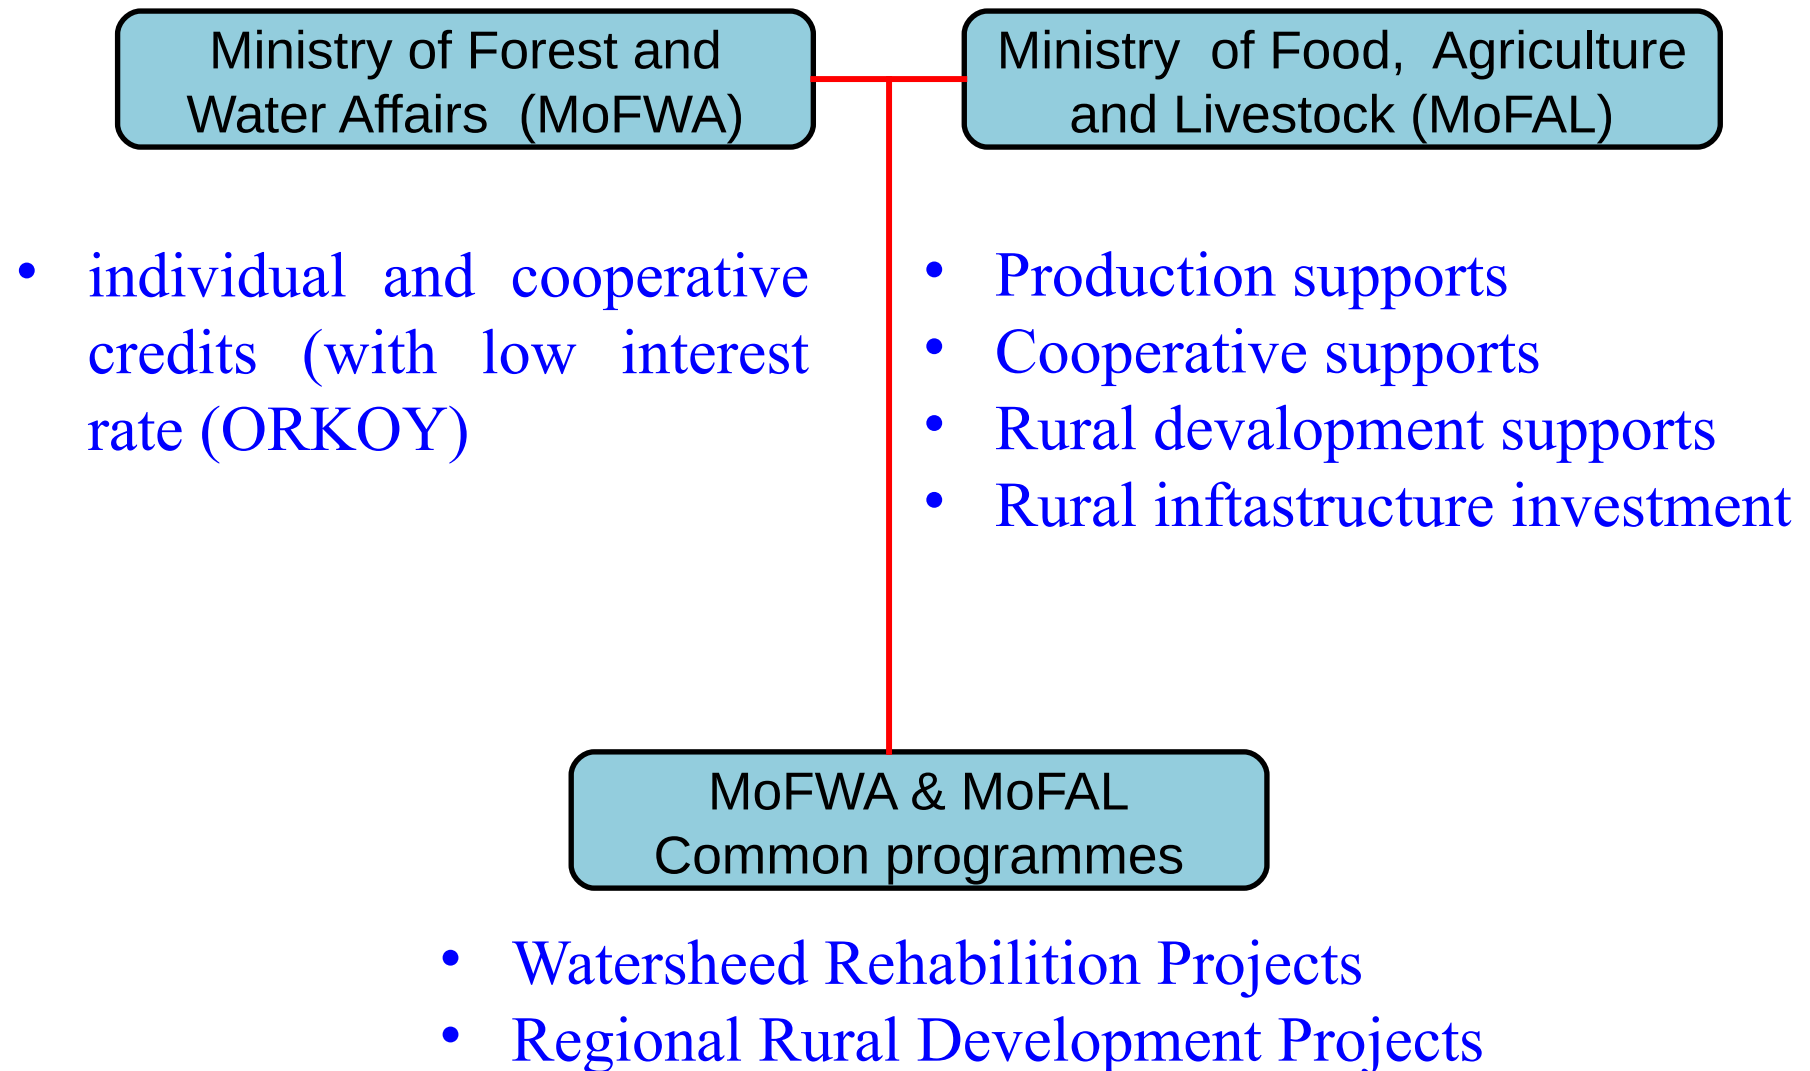 Ministry of Forest and
Water Affairs (MoFWA)
Ministry of Food, Agriculture
and Livestock (MoFAL)
• individual and cooperative
credits (with low interest
rate (ORKOY)
• Production supports
• Cooperative supports
• Rural devalopment supports
• Rural inftastructure investment
MoFWA & MoFAL
Common programmes
• Watersheed Rehabilition Projects
• Regional Rural Development Projects